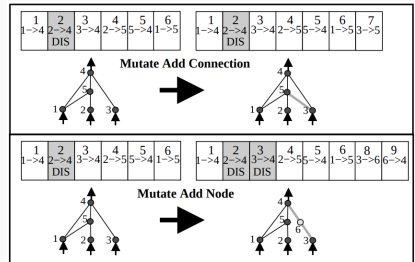 1 2 3 4 5 6
1->4 2->4 3->4 2->5 5->4 1->5
DIS
1 2 3 4 5 6 7
1->4 2->4 3->4 2->5 5->4 1->5 3->5
DIS
Mutate Add Connection
4 4
5 5
1 2 3 1 2 3
1 2 3 4 5 6
1->4 2->4 3->4 2->5 5->4 1->5
DIS
1 2 3 4 5 6 8 9
1->4 2->4 3->4 2->5 5->4 1->5 3->6 6->4
DIS DIS
Mutate Add Node
4 4
5 5
6
1 2 3 1 2 3